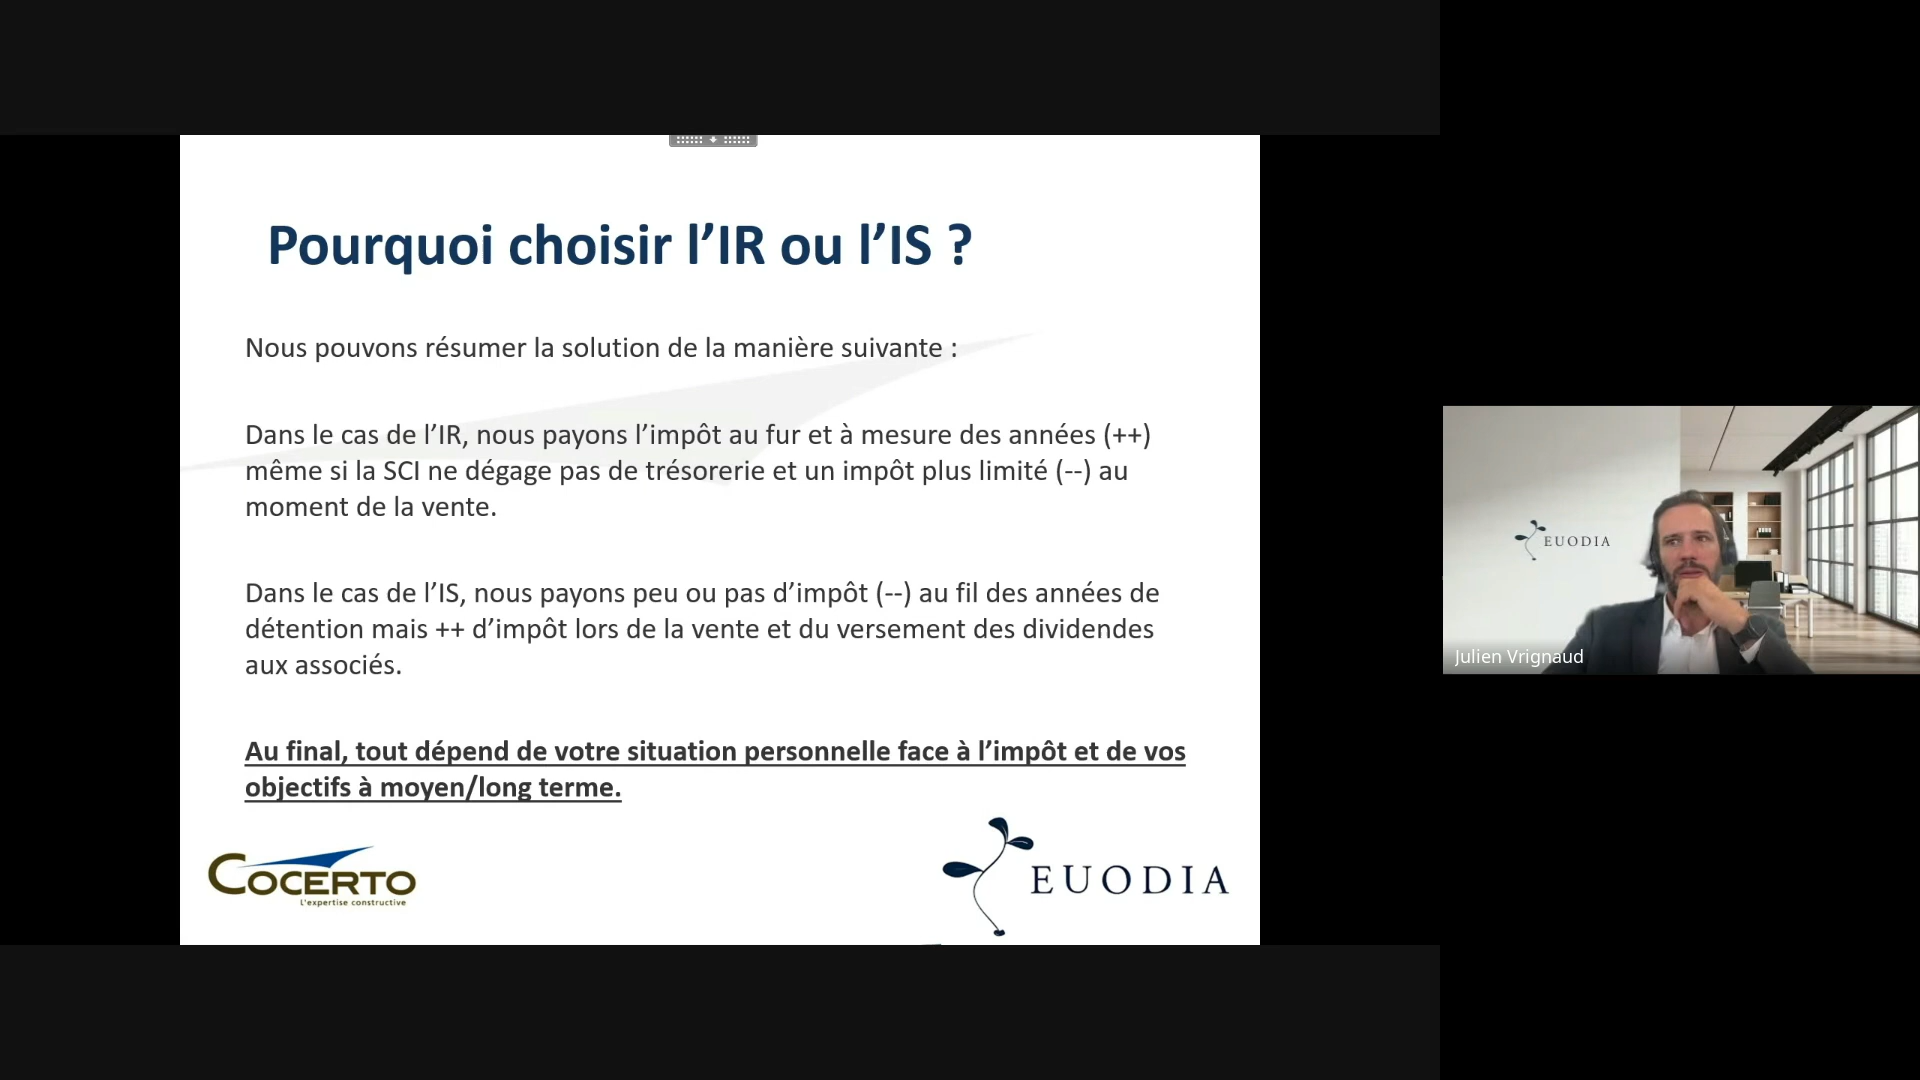 Pourquoi choisir l’IR ou l’IS ?
Nous pouvons résumer la solution de la manière suivante :
Dans le cas de l’IR, nous payons l’impôt au fur et à mesure des années (++)
même si la SCI ne dégage pas de trésorerie et un impôt plus limité (--) au
moment de la vente.
Dans le cas de l’IS, nous payons peu ou pas d’impôt (--) au fil des années de
détention mais ++ d’impôt lors de la vente et du versement des dividendes
aux associés.
Au final, tout dépend de votre situation personnelle face à l’impôt et de vos
objectifs à moyen/long terme.
COCERTO
L'expertise constructive
EUODIA
EUODIA
Julien Vrignaud